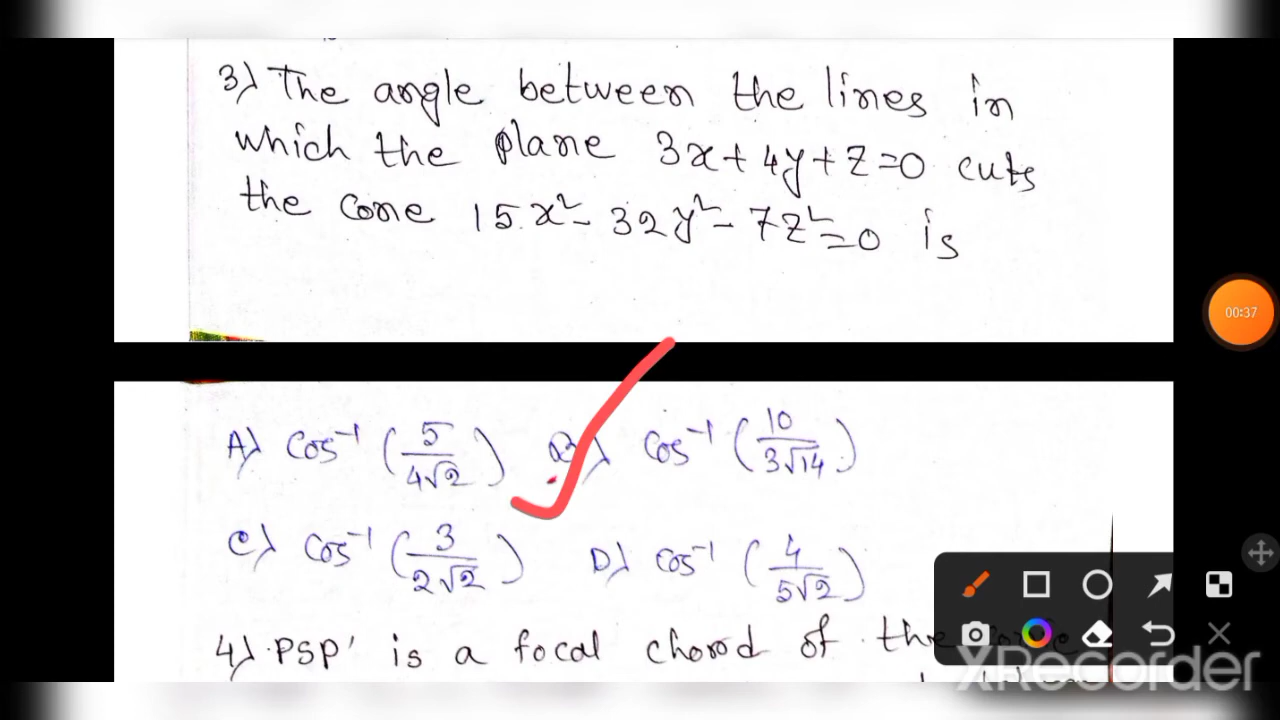 3) The angle between the lines in
which the plane 3x+4y+z=0 cuts
the cone 15x²-32y²-7z²=0 is
00:37
A) Cos⁻¹(5/4√2) B) Cos⁻¹(10/3√14)
C) Cos⁻¹(3/2√2) D) Cos⁻¹(4/5√2)
4) PSP' is a focal chord of the
XRecorder